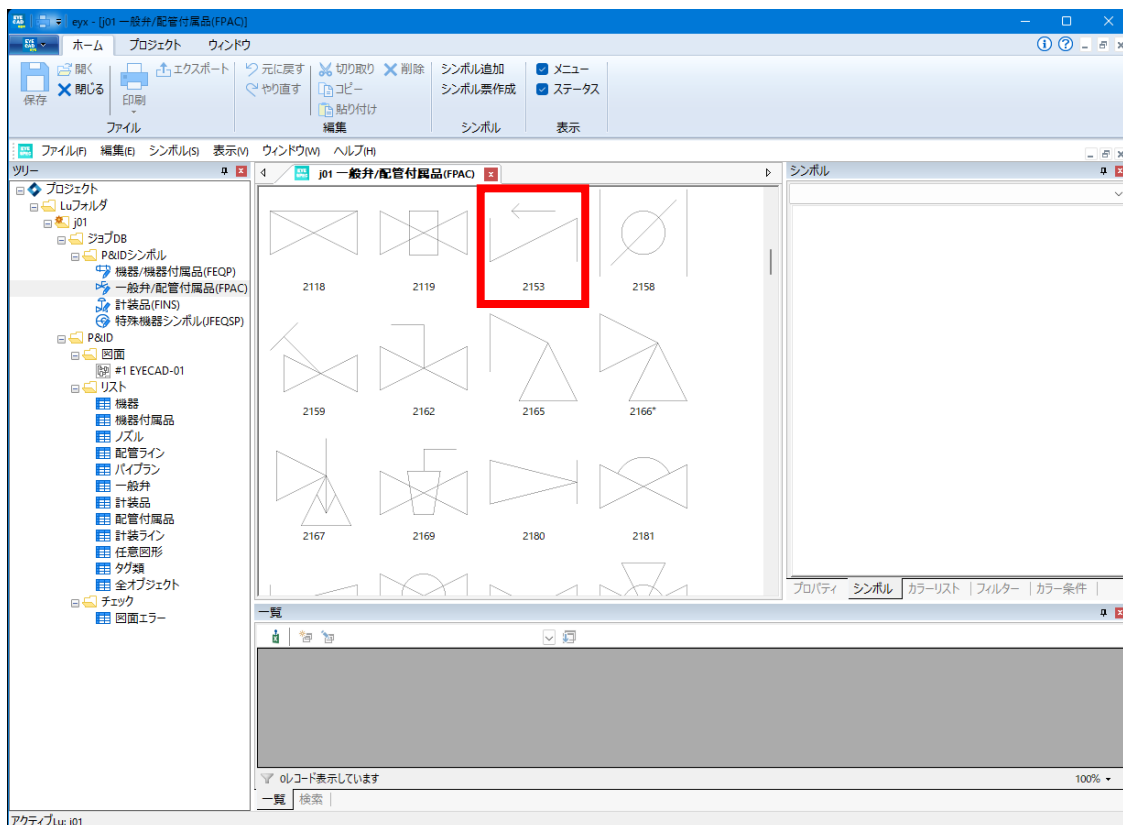 eyx - [j01 一般弁/配管付属品(FPAC)]
ホーム プロジェクト ウィンドウ
開く エクスポート 元に戻す 切り取り 削除 シンボル追加 メニュー
閉じる やり直す コピー シンボル票作成 ステータス
保存 印刷 貼り付け
ファイル 編集 シンボル 表示
ファイル(F) 編集(E) シンボル(S) 表示(V) ウィンドウ(W) ヘルプ(H)
ツリー
プロジェクト
Luフォルダ
j01
ジョブDB
P&IDシンボル
機器/機器付属品(FEQP)
一般弁/配管付属品(FPAC)
計装品(FINS)
特殊機器シンボル(JFEQSP)
P&ID
図面
#1 EYECAD-01
リスト
機器
機器付属品
ノズル
配管ライン
パイプラン
一般弁
計装品
配管付属品
計装ライン
任意図形
タグ類
全オブジェクト
チェック
図面エラー
j01 一般弁/配管付属品(FPAC)
2118 2119 2153 2158
2159 2162 2165 2166*
2167 2169 2180 2181
シンボル
プロパティ シンボル カラーリスト フィルター カラー条件
一覧
0レコード表示しています 100%
一覧 検索
アクティブLu: j01